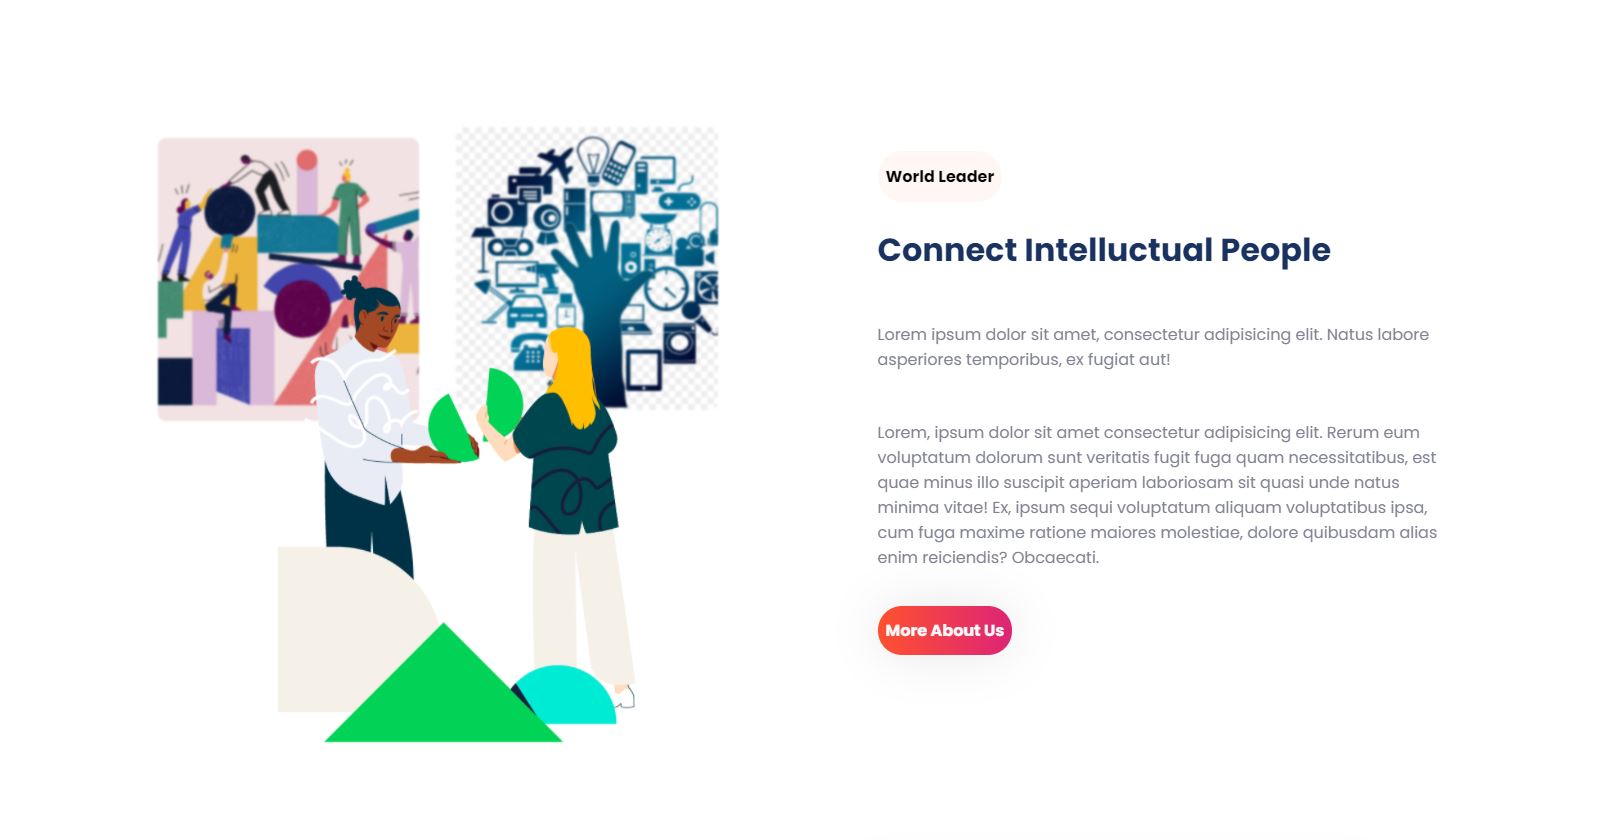 World Leader
Connect Intelluctual People
Lorem ipsum dolor sit amet, consectetur adipisicing elit. Natus labore
asperiores temporibus, ex fugiat aut!
Lorem, ipsum dolor sit amet consectetur adipisicing elit. Rerum eum
voluptatum dolorum sunt veritatis fugit fuga quam necessitatibus, est
quae minus illo suscipit aperiam laboriosam sit quasi unde natus
minima vitae! Ex, ipsum sequi voluptatum aliquam voluptatibus ipsa,
cum fuga maxime ratione maiores molestiae, dolore quibusdam alias
enim reiciendis? Obcaecati.
More About Us